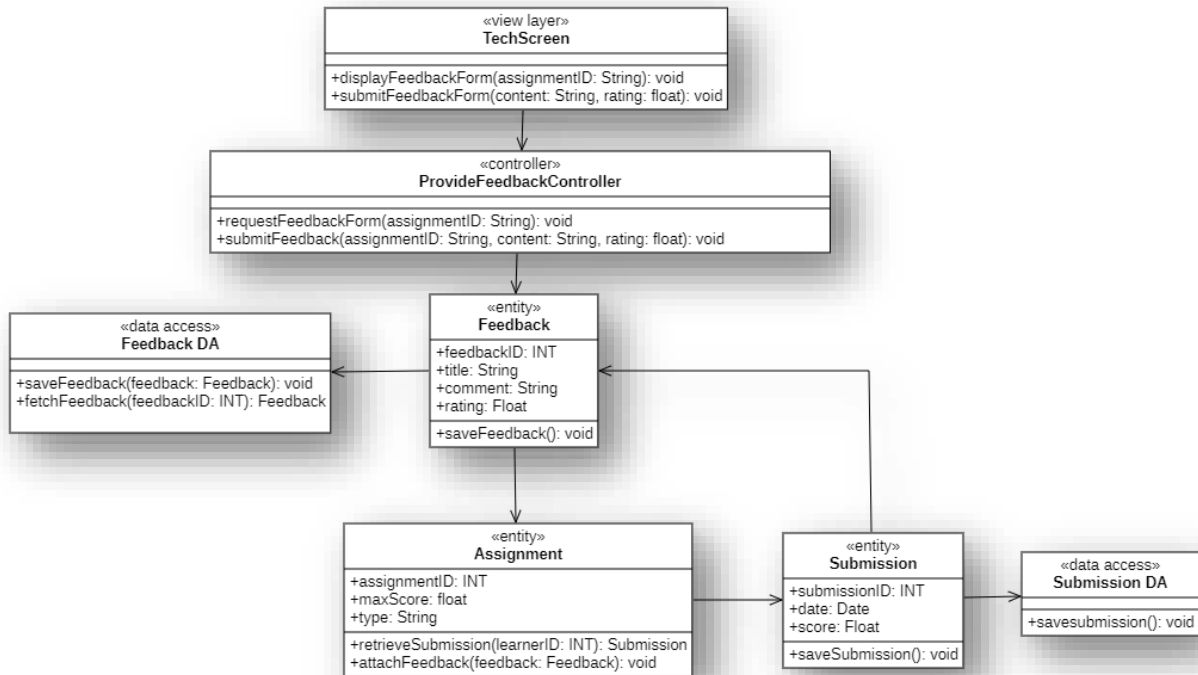 «view layer»
TechScreen
+displayFeedbackForm(assignmentID: String): void
+submitFeedbackForm(content: String, rating: float): void
«controller»
ProvideFeedbackController
+requestFeedbackForm(assignmentID: String): void
+submitFeedback(assignmentID: String, content: String, rating: float): void
«entity»
Feedback
+feedbackID: INT
+title: String
+comment: String
+rating: Float
+saveFeedback(): void
«data access»
Feedback DA
+saveFeedback(feedback: Feedback): void
+fetchFeedback(feedbackID: INT): Feedback
«entity»
Assignment
+assignmentID: INT
+maxScore: float
+type: String
+retrieveSubmission(learnerID: INT): Submission
+attachFeedback(feedback: Feedback): void
«entity»
Submission
+submissionID: INT
+date: Date
+score: Float
+saveSubmission(): void
«data access»
Submission DA
+savesubmission(): void